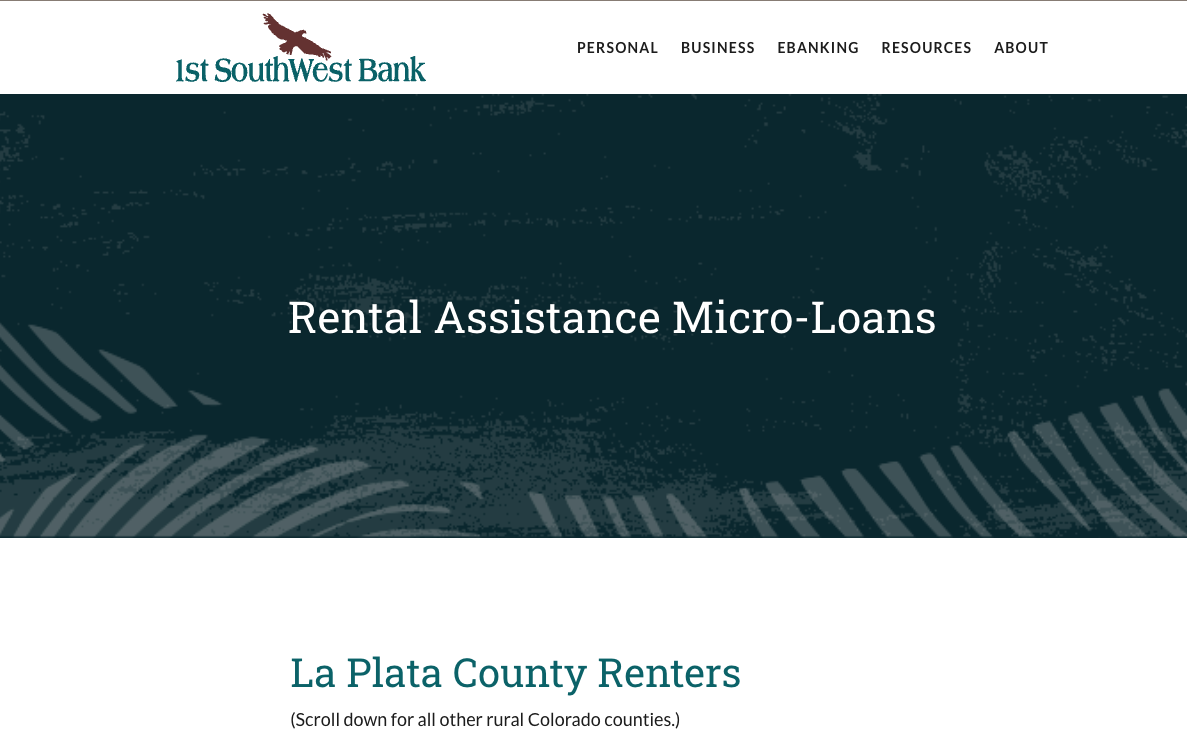 1st SouthWest Bank
PERSONAL BUSINESS EBANKING RESOURCES ABOUT
Rental Assistance Micro-Loans
La Plata County Renters
(Scroll down for all other rural Colorado counties.)